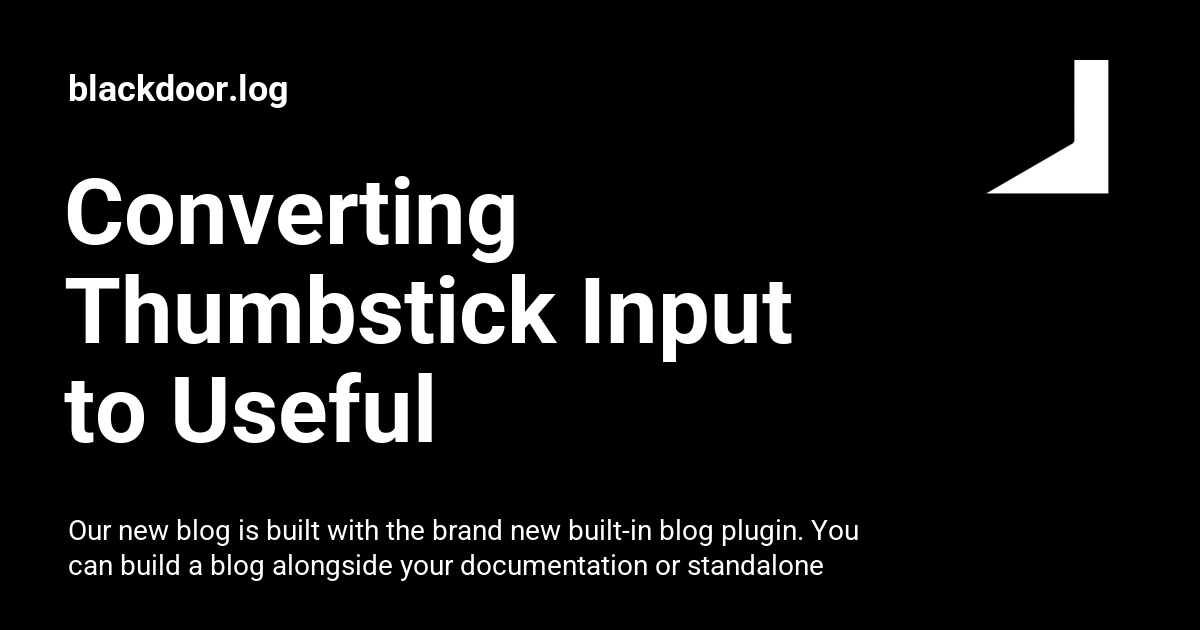 blackdoor.log
Converting
Thumbstick Input
to Useful
Our new blog is built with the brand new built-in blog plugin. You
can build a blog alongside your documentation or standalone